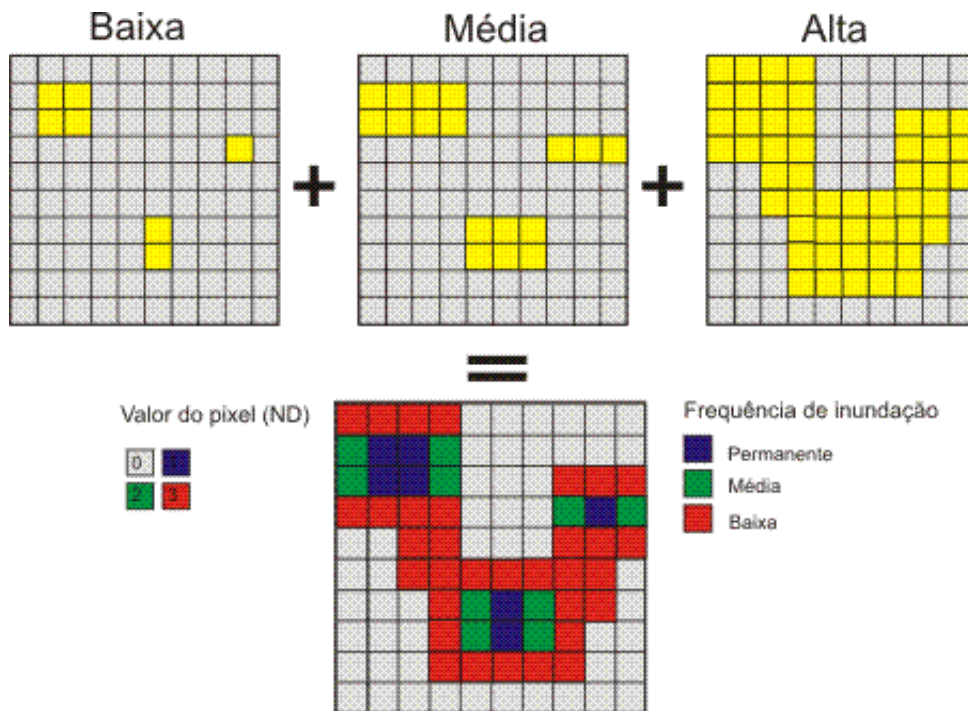 Baixa
Média
Alta
+
+
=
Valor do pixel (ND)
0
1
2
3
Frequência de inundação
Permanente
Média
Baixa